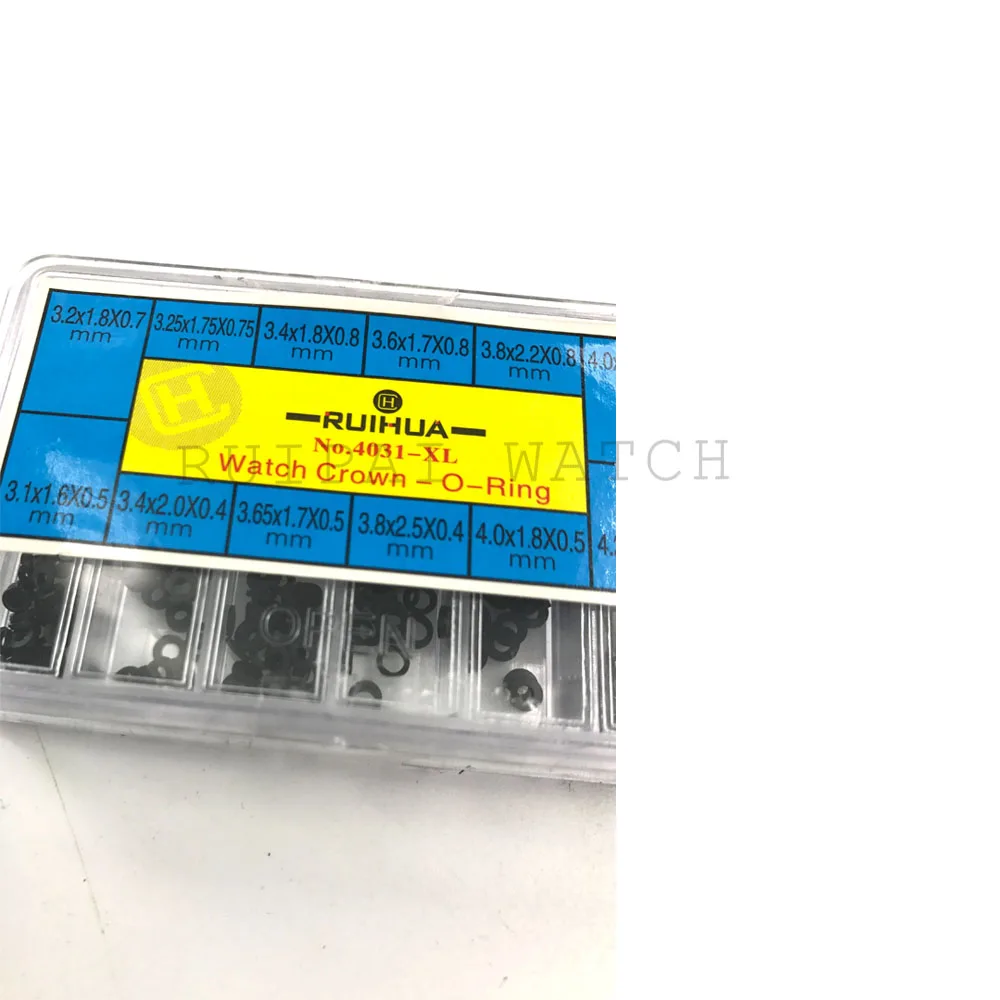 3.2x1.8X0.7 mm
3.25x1.75X0.75 mm
3.4x1.8X0.8 mm
3.6x1.7X0.8 mm
3.8x2.2X0.8 mm
4.0
H
RUIHUA
No.4031-XL
Watch Crown - O-Ring
RUIPAI WATCH
3.1x1.6X0.5 mm
3.4x2.0X0.4 mm
3.65x1.7X0.5 mm
3.8x2.5X0.4 mm
4.0x1.8X0.5 mm
4.
OPEN